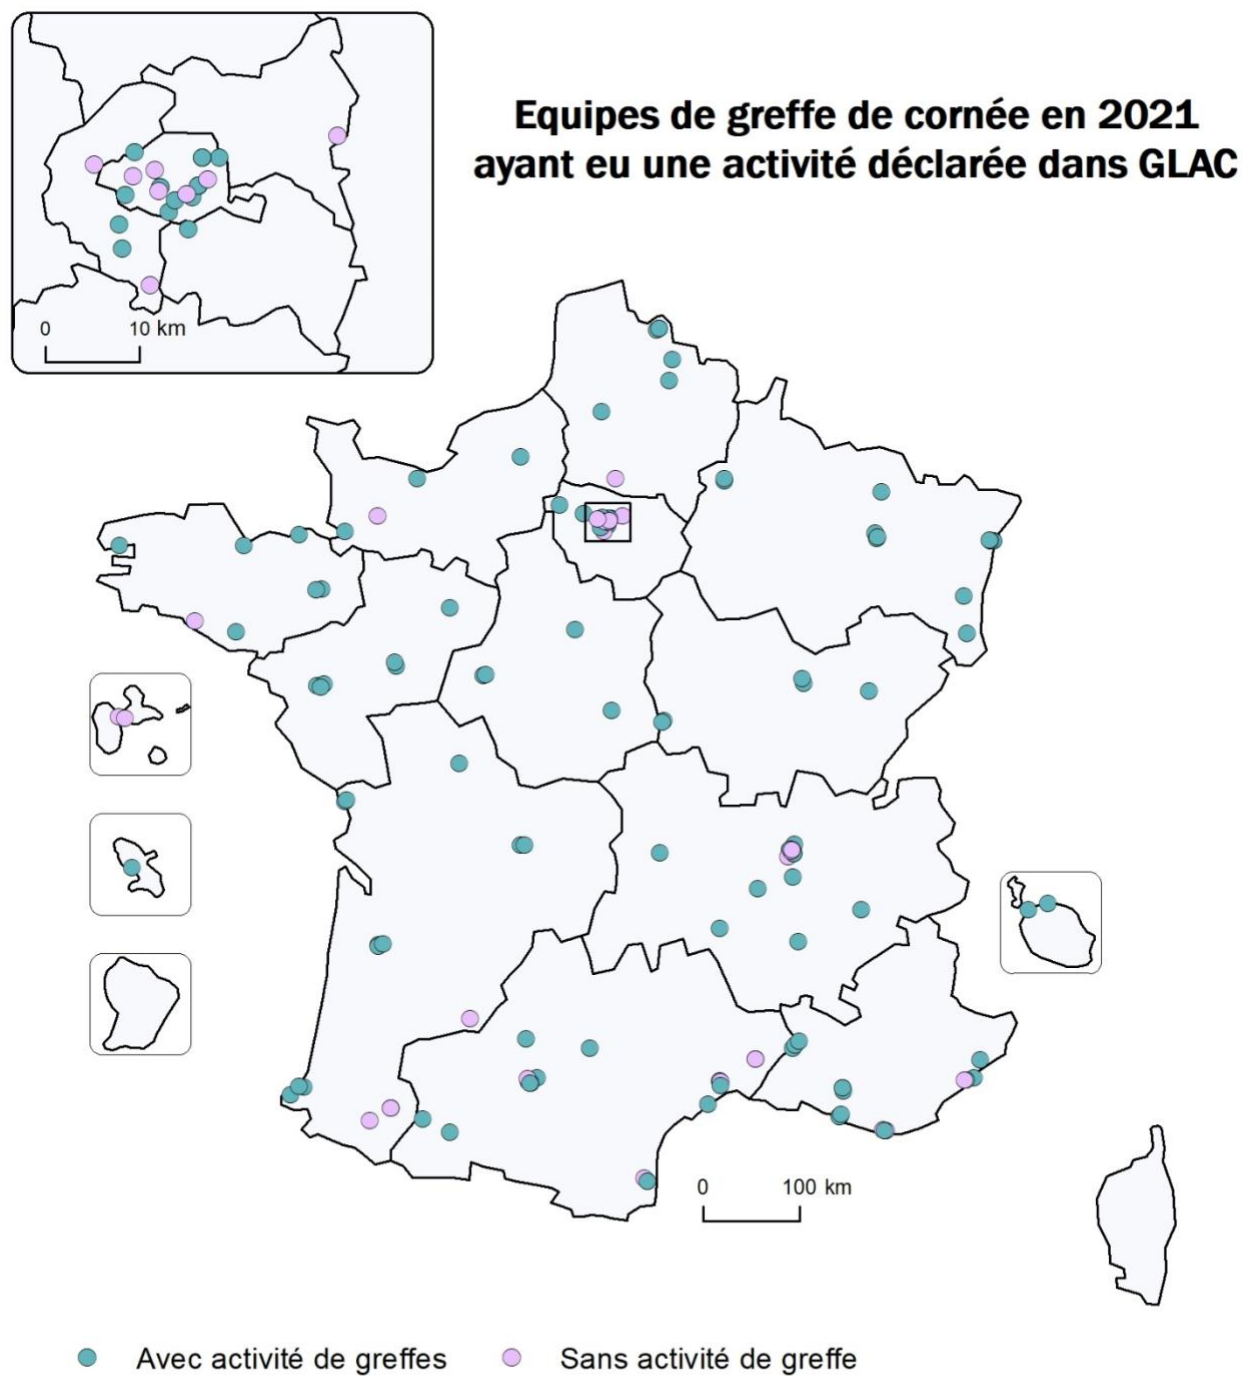 Equipes de greffe de cornée en 2021
ayant eu une activité déclarée dans GLAC
0 10 km
0 100 km
Avec activité de greffes
Sans activité de greffe